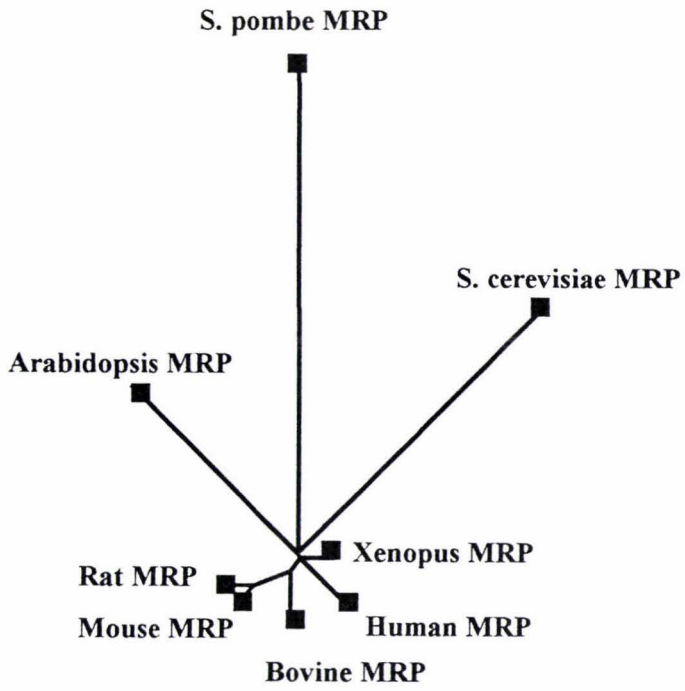 S. pombe MRP
S. cerevisiae MRP
Arabidopsis MRP
Xenopus MRP
Rat MRP
Mouse MRP
Human MRP
Bovine MRP